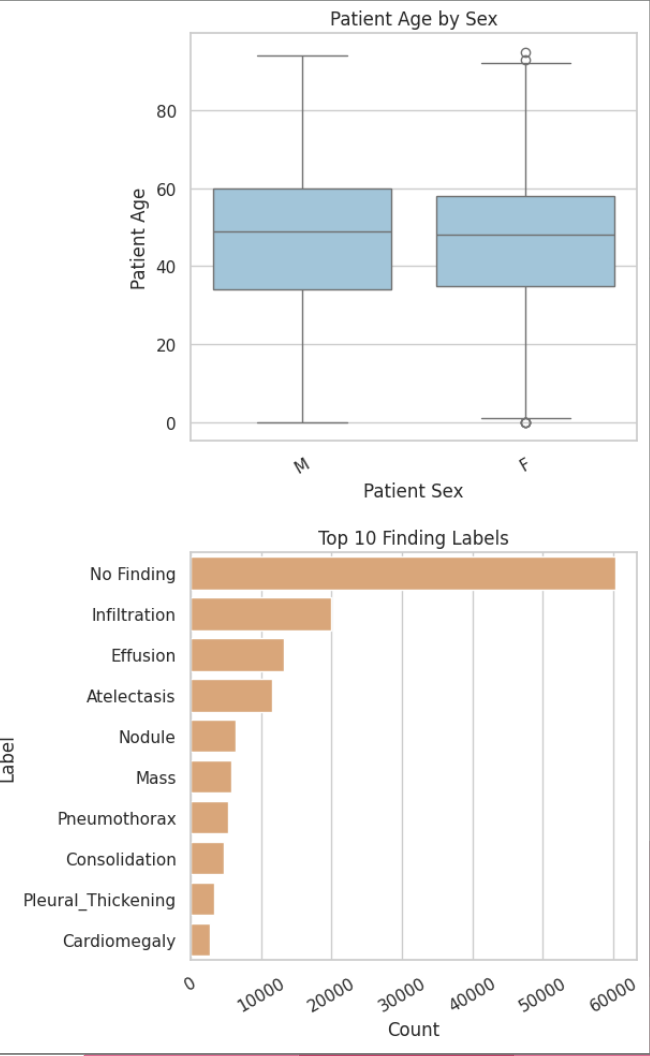 Patient Age by Sex
Patient Age
80
60
40
20
0
M
F
Patient Sex
Top 10 Finding Labels
Label
No Finding
Infiltration
Effusion
Atelectasis
Nodule
Mass
Pneumothorax
Consolidation
Pleural_Thickening
Cardiomegaly
0
10000
20000
30000
40000
50000
60000
Count